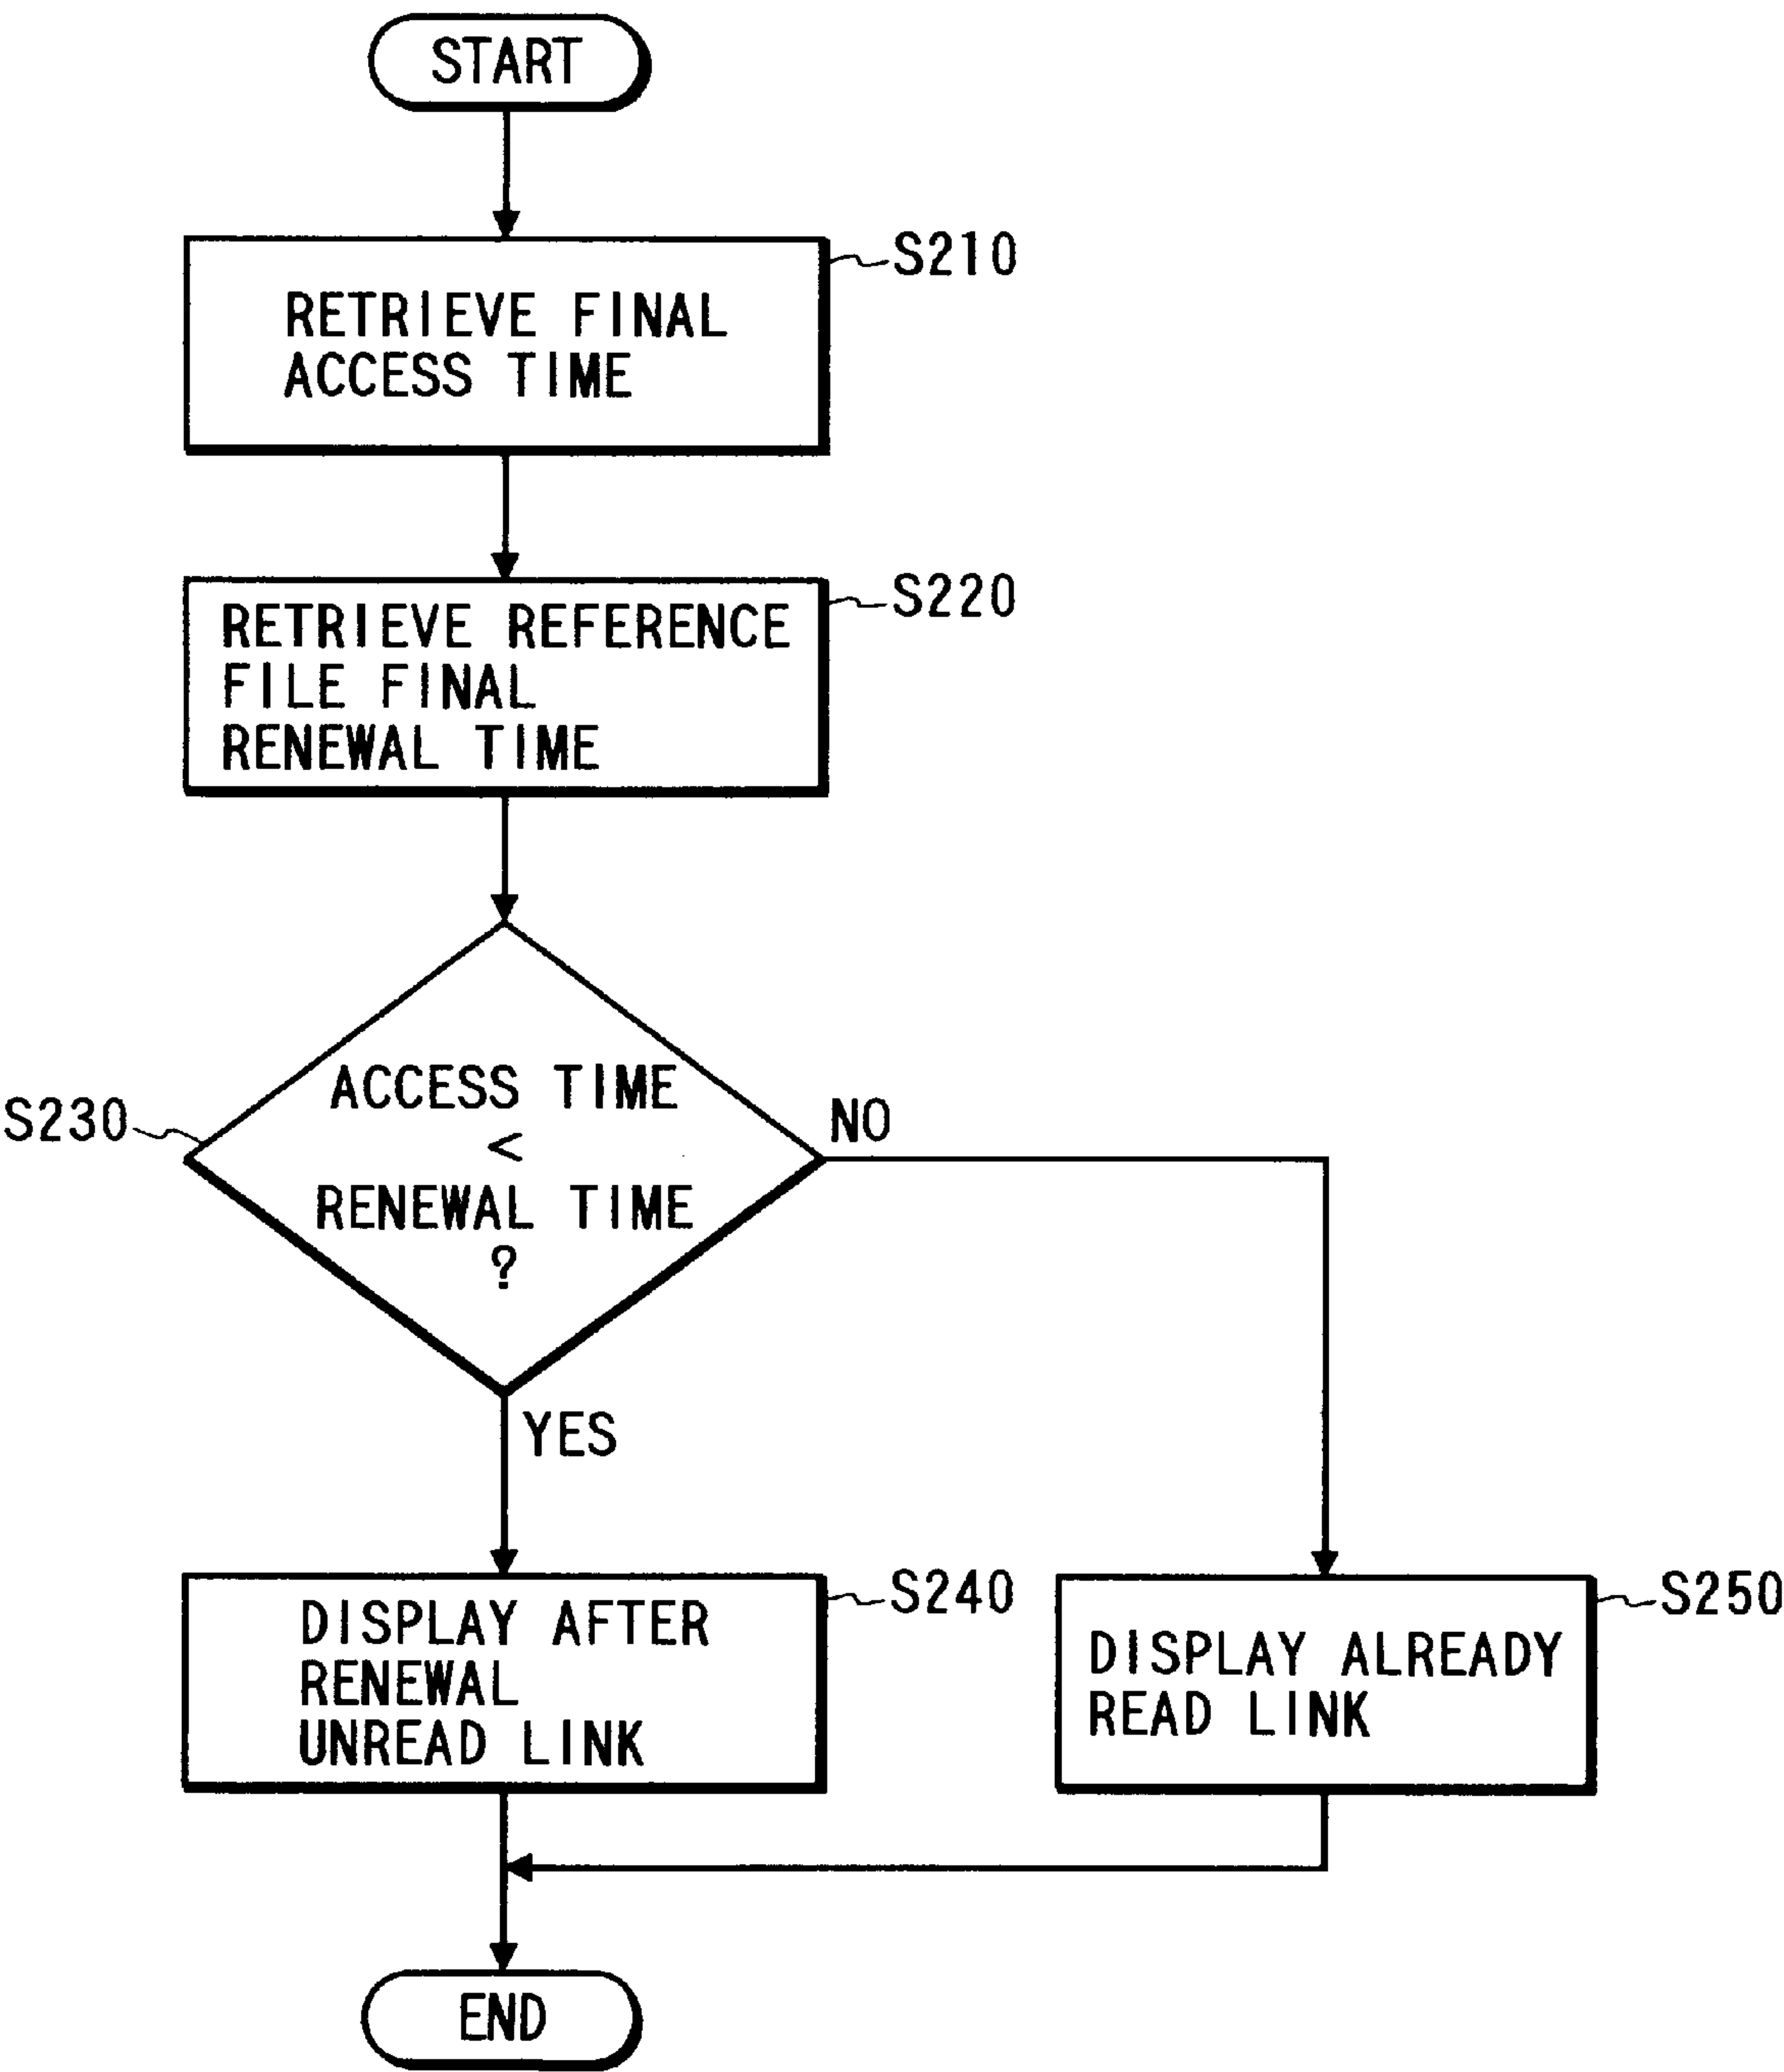 START
S210
RETRIEVE FINAL
ACCESS TIME
S220
RETRIEVE REFERENCE
FILE FINAL
RENEWAL TIME
S230
ACCESS TIME
<
RENEWAL TIME
?
NO
YES
S240
DISPLAY AFTER
RENEWAL
UNREAD LINK
S250
DISPLAY ALREADY
READ LINK
END